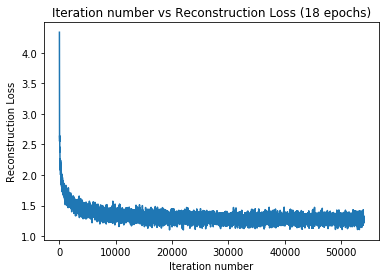 Iteration number vs Reconstruction Loss (18 epochs)
4.0
3.5
3.0
2.5
2.0
1.5
1.0
Reconstruction Loss
0 10000 20000 30000 40000 50000
Iteration number